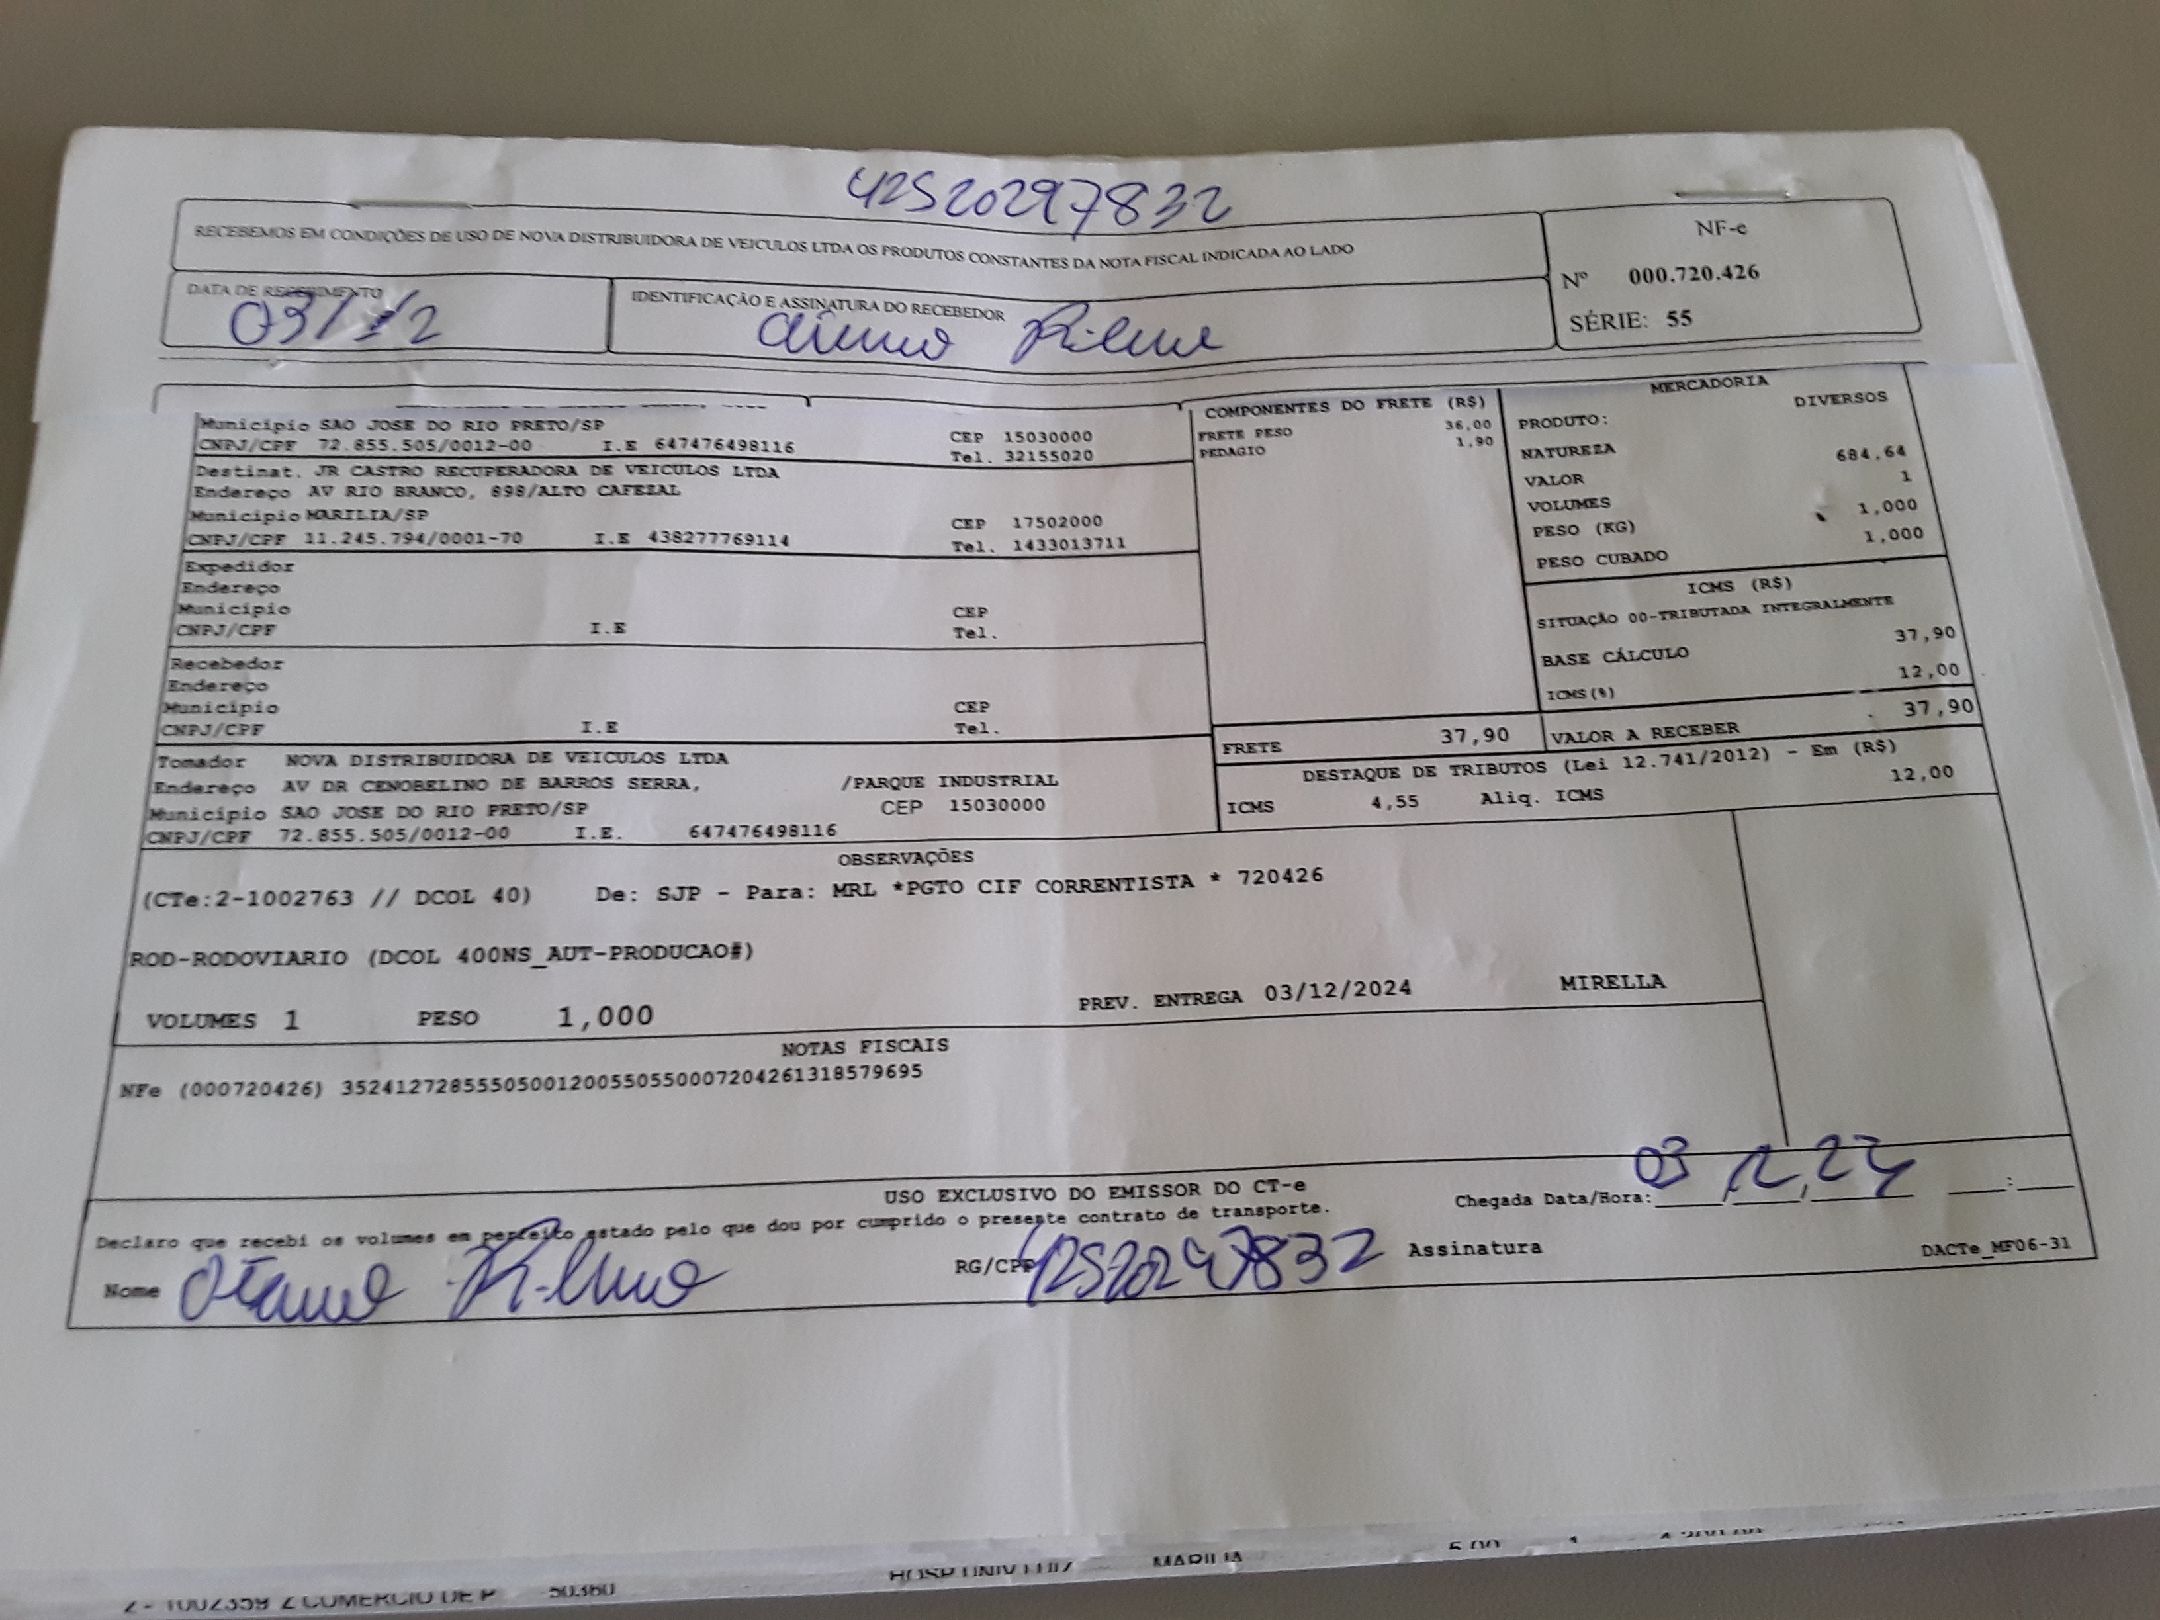 42520297832
RECEBEMOS EM CONDIÇÕES DE USO DE NOVA DISTRIBUIDORA DE VEICULOS LTDA OS PRODUTOS CONSTANTES DA NOTA FISCAL INDICADA AO LADO
NF-e
Nº 000.720.426
SÉRIE: 55
DATA DE RECEBIMENTO
03/12
IDENTIFICAÇÃO E ASSINATURA DO RECEBEDOR
Município SAO JOSE DO RIO PRETO/SP CEP 15030000
CNPJ/CPF 72.855.505/0012-00 I.E 647476498116 Tel. 32155020
Destinat. JR CASTRO RECUPERADORA DE VEICULOS LTDA
Endereço AV RIO BRANCO, 898/ALTO CAFEZAL
Município MARILIA/SP CEP 17502000
CNPJ/CPF 11.245.794/0001-70 I.E 438277769114 Tel. 1433013711
Expedidor
Endereço
Município CEP
CNPJ/CPF I.E Tel.
Recebedor
Endereço
Município CEP
CNPJ/CPF I.E Tel.
Tomador NOVA DISTRIBUIDORA DE VEICULOS LTDA
Endereço AV DR CENOBELINO DE BARROS SERRA, /PARQUE INDUSTRIAL
Município SAO JOSE DO RIO PRETO/SP CEP 15030000
CNPJ/CPF 72.855.505/0012-00 I.E. 647476498116
COMPONENTES DO FRETE (R$)
FRETE PESO 36,00
PEDAGIO 1,90
FRETE 37,90
MERCADORIA
PRODUTO: DIVERSOS
NATUREZA
VALOR 684,64
VOLUMES 1
PESO (KG) 1,000
PESO CUBADO 1,000
ICMS (R$)
SITUAÇÃO 00-TRIBUTADA INTEGRALMENTE
BASE CÁLCULO 37,90
ICMS(%) 12,00
VALOR A RECEBER 37,90
DESTAQUE DE TRIBUTOS (Lei 12.741/2012) - Em (R$)
ICMS 4,55 Aliq. ICMS 12,00
OBSERVAÇÕES
(CTe:2-1002763 // DCOL 40) De: SJP - Para: MRL *PGTO CIF CORRENTISTA * 720426
ROD-RODOVIARIO (DCOL 400NS_AUT-PRODUCAO#)
VOLUMES 1 PESO 1,000 PREV. ENTREGA 03/12/2024 MIRELLA
NOTAS FISCAIS
NFe (000720426) 35241272855505001200550550007204261318579695
USO EXCLUSIVO DO EMISSOR DO CT-e
Declaro que recebi os volumes em perfeito estado pelo que dou por cumprido o presente contrato de transporte.
Chegada Data/Hora: 03 12 24 :
Nome
RG/CPF 42520297832 Assinatura
DACTe_MF06-31
HOSP UNIV LUIZ MARILIA
2 - 1002359 Z COMERCIO DE P 50.360